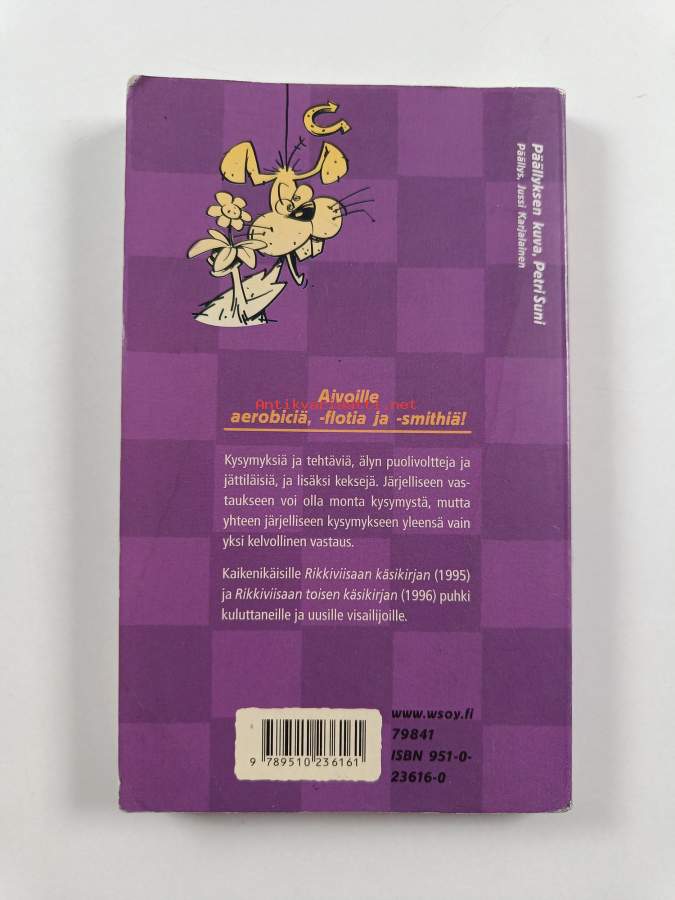 Päällyksen kuva, Petri Suni
Päällys, Jussi Karjalainen
Aivoille
Antikvariaatti.net
aerobiciä, -flotia ja -smithiä!
Kysymyksiä ja tehtäviä, älyn puolivoltteja ja
jättiläisiä, ja lisäksi keksejä. Järjelliseen vas-
taukseen voi olla monta kysymystä, mutta
yhteen järjelliseen kysymykseen yleensä vain
yksi kelvollinen vastaus.
Kaikenikäisille Rikkiviisaan käsikirjan (1995)
ja Rikkiviisaan toisen käsikirjan (1996) puhki
kuluttaneille ja uusille visailijoille.
www.wsoy.fi
79841
ISBN 951-0-
23616-0
9 789510 236161